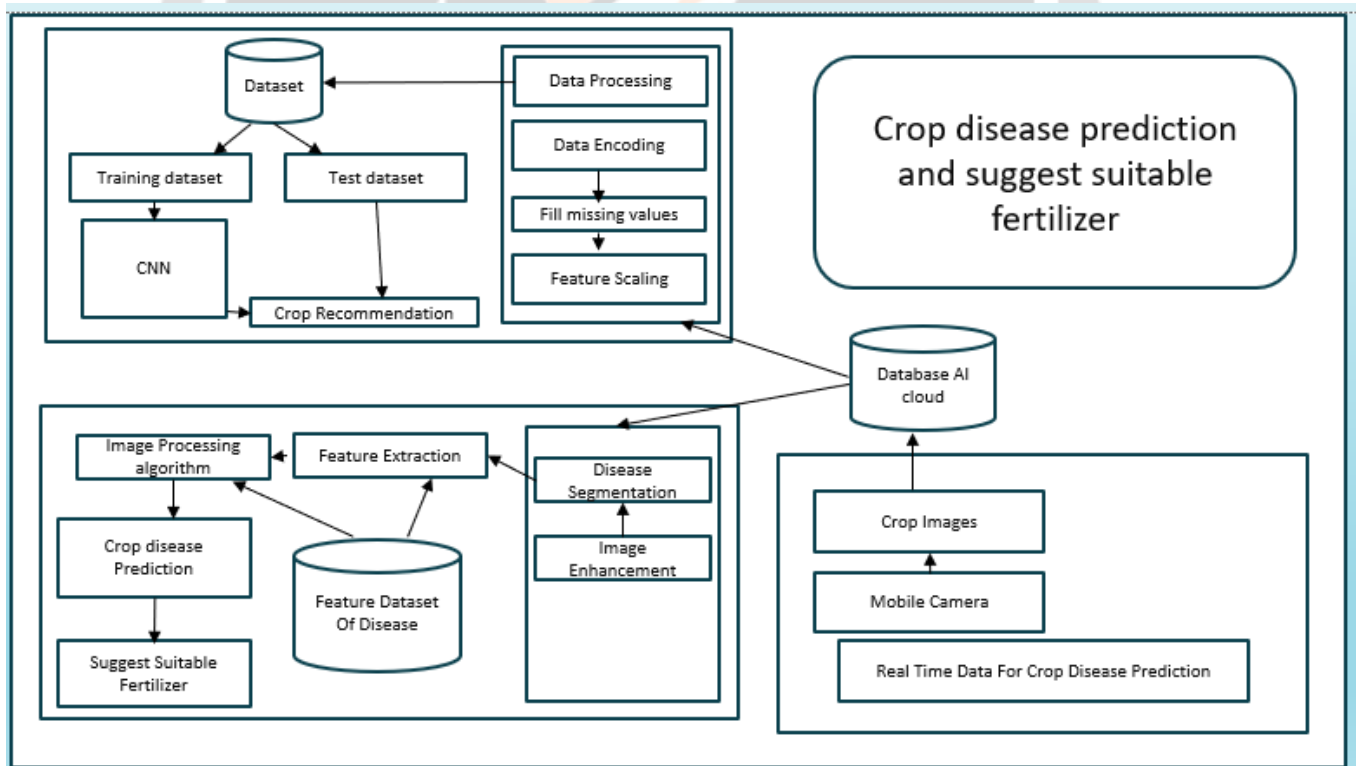 Dataset
Training dataset
Test dataset
CNN
Crop Recommendation
Data Processing
Data Encoding
Fill missing values
Feature Scaling
Crop disease prediction
and suggest suitable
fertilizer
Database AI
cloud
Image Processing
algorithm
Feature Extraction
Disease
Segmentation
Image
Enhancement
Crop disease
Prediction
Feature Dataset
Of Disease
Suggest Suitable
Fertilizer
Crop Images
Mobile Camera
Real Time Data For Crop Disease Prediction